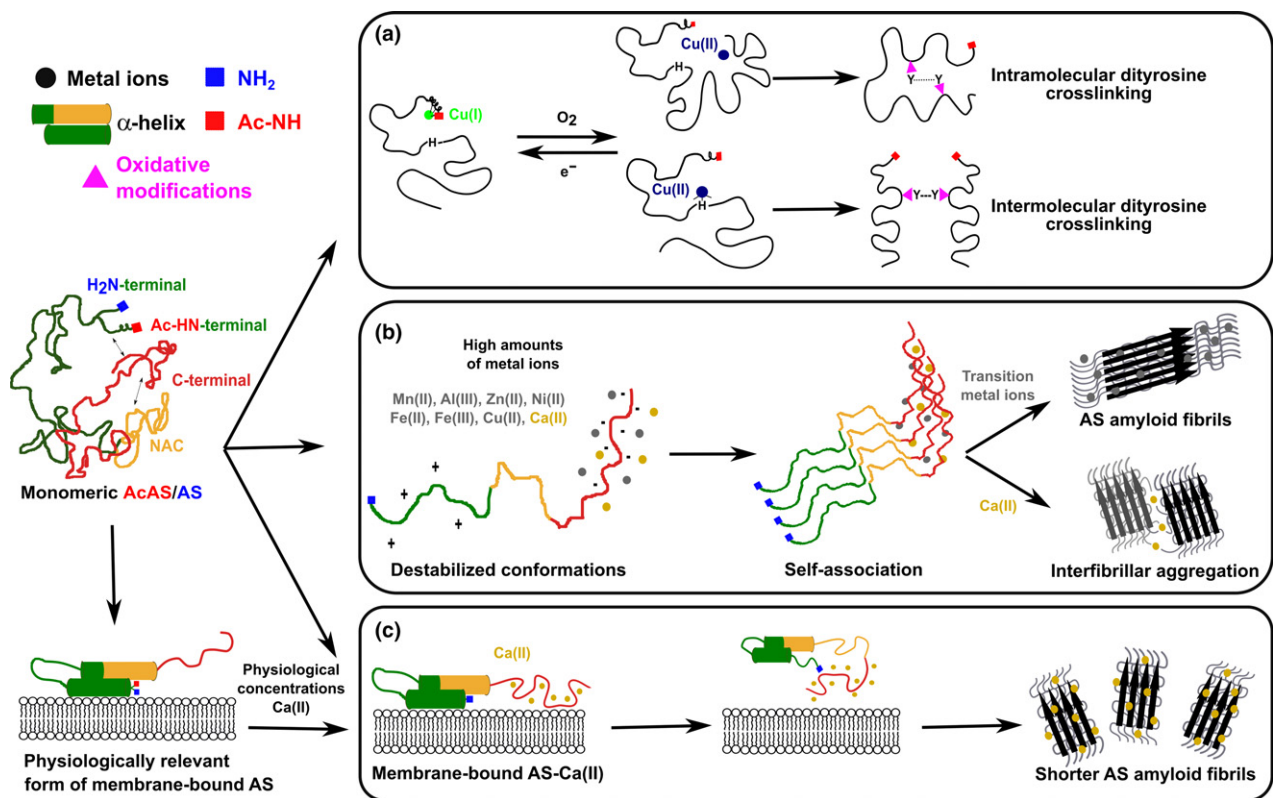 Metal ions
NH2
α-helix
Ac-NH
Oxidative
modifications
H2N-terminal
Ac-HN-terminal
C-terminal
NAC
Monomeric AcAS/AS
Physiologically relevant
form of membrane-bound AS
Physiological
concentrations
Ca(II)
(a)
Cu(I)
H
O2
e−
Cu(II)
H
Cu(II)
H
Y Y
Intramolecular dityrosine
crosslinking
Y---Y
Intermolecular dityrosine
crosslinking
(b)
High amounts
of metal ions
Mn(II), Al(III), Zn(II), Ni(II)
Fe(II), Fe(III), Cu(II), Ca(II)
+
+
+
Destabilized conformations
Self-association
Transition
metal ions
Ca(II)
AS amyloid fibrils
Interfibrillar aggregation
(c)
Ca(II)
Membrane-bound AS-Ca(II)
Shorter AS amyloid fibrils